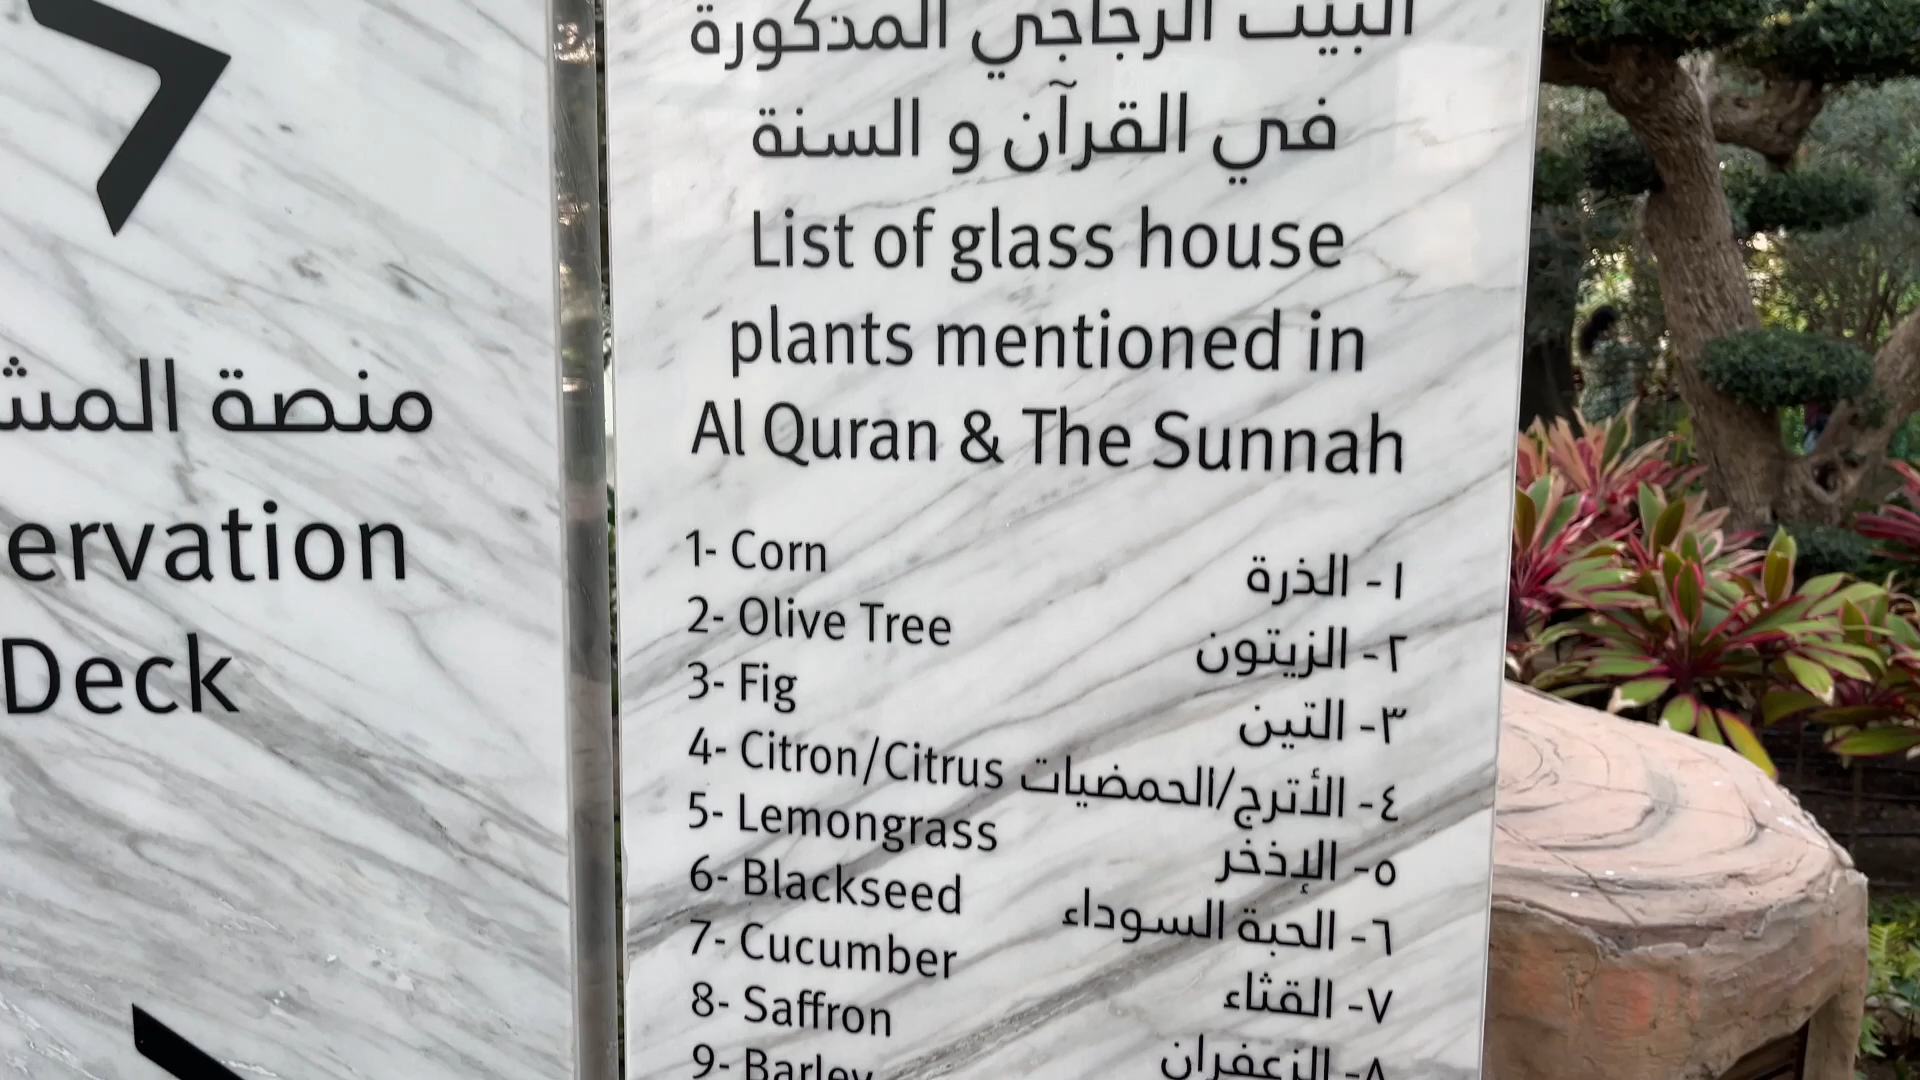 منصة
ervation
Deck
البيت الزجاجي المذكورة
في القرآن و السنة
List of glass house
plants mentioned in
Al Quran & The Sunnah
1- Corn
2- Olive Tree
3- Fig
4- Citron/Citrus
5- Lemongrass
6- Blackseed
7- Cucumber
8- Saffron
9- Barley
١- الذرة
٢- الزيتون
٣- التين
٤- الأترج/الحمضيات
٥- الإذخر
٦- الحبة السوداء
٧- القثاء
٨- الزعفران